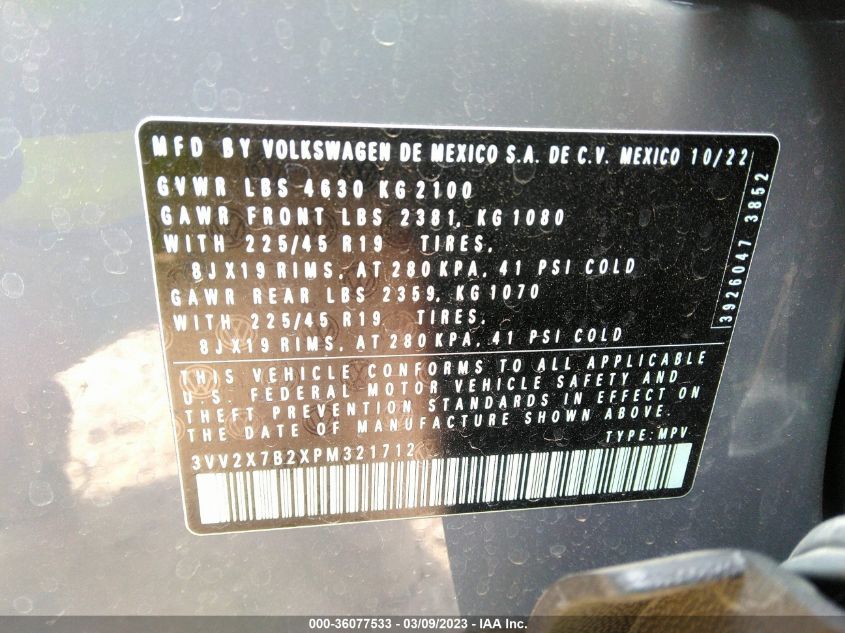 MFD BY VOLKSWAGEN DE MEXICO S.A. DE C.V. MEXICO 10/22
GVWR LBS 4630 KG 2100
GAWR FRONT LBS 2381, KG 1080
WITH 225/45 R19 TIRES,
8JX19 RIMS, AT 280 KPA, 41 PSI COLD
GAWR REAR LBS 2359, KG 1070
WITH 225/45 R19 TIRES,
8JX19 RIMS, AT 280 KPA, 41 PSI COLD
3926047 3852
THIS VEHICLE CONFORMS TO ALL APPLICABLE
U.S. FEDERAL MOTOR VEHICLE SAFETY AND
THEFT PREVENTION STANDARDS IN EFFECT ON
THE DATE OF MANUFACTURE SHOWN ABOVE.
TYPE: MPV
3VV2X7B2XPM321712
000-36077533 - 03/09/2023 - IAA Inc.